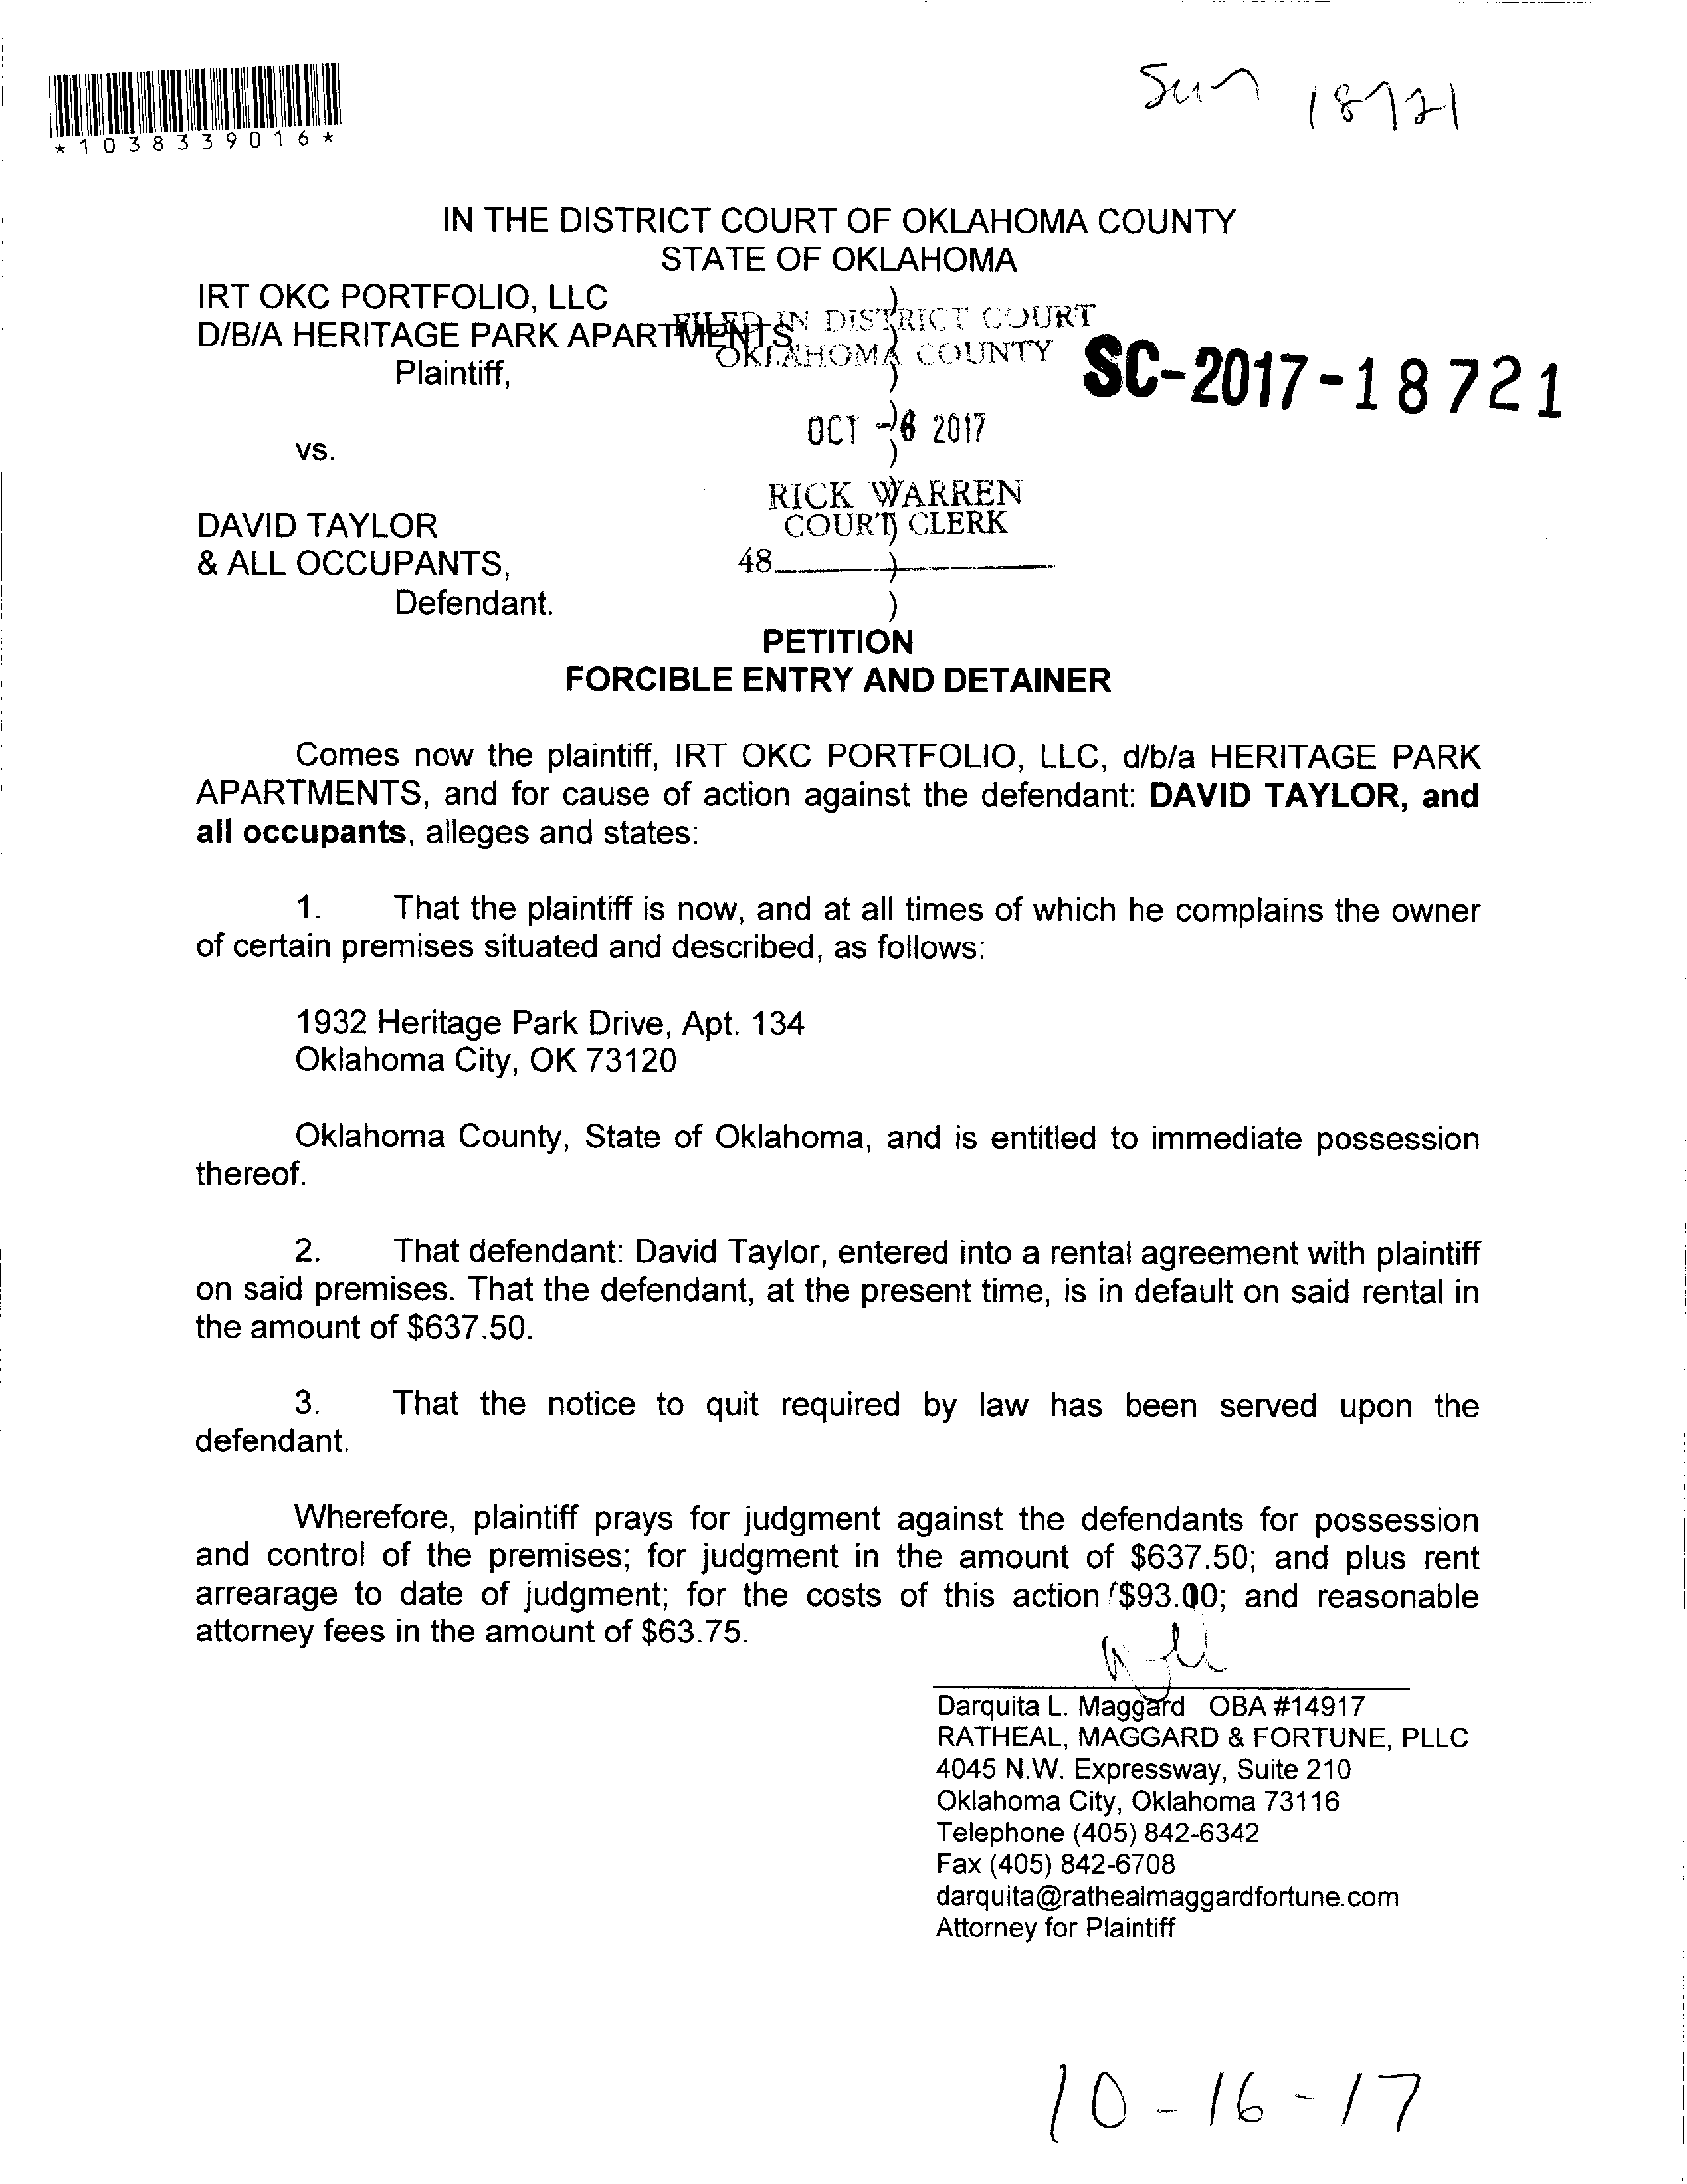 Sun 18721
*1038339016*
IN THE DISTRICT COURT OF OKLAHOMA COUNTY
STATE OF OKLAHOMA
IRT OKC PORTFOLIO, LLC )
D/B/A HERITAGE PARK APARTMENTS
FILED IN DISTRICT COURT
OKLAHOMA COUNTY
Plaintiff, )
SC-2017-18721
OCT -6 2017
vs. )
RICK WARREN
DAVID TAYLOR )
COURT CLERK
& ALL OCCUPANTS, )
48
Defendant. )
PETITION
FORCIBLE ENTRY AND DETAINER
Comes now the plaintiff, IRT OKC PORTFOLIO, LLC, d/b/a HERITAGE PARK
APARTMENTS, and for cause of action against the defendant: DAVID TAYLOR, and
all occupants, alleges and states:
1. That the plaintiff is now, and at all times of which he complains the owner
of certain premises situated and described, as follows:
1932 Heritage Park Drive, Apt. 134
Oklahoma City, OK 73120
Oklahoma County, State of Oklahoma, and is entitled to immediate possession
thereof.
2. That defendant: David Taylor, entered into a rental agreement with plaintiff
on said premises. That the defendant, at the present time, is in default on said rental in
the amount of $637.50.
3. That the notice to quit required by law has been served upon the
defendant.
Wherefore, plaintiff prays for judgment against the defendants for possession
and control of the premises; for judgment in the amount of $637.50; and plus rent
arrearage to date of judgment; for the costs of this action $93.00; and reasonable
attorney fees in the amount of $63.75.
Darquita L. Maggard OBA #14917
RATHEAL, MAGGARD & FORTUNE, PLLC
4045 N.W. Expressway, Suite 210
Oklahoma City, Oklahoma 73116
Telephone (405) 842-6342
Fax (405) 842-6708
darquita@rathealmaggardfortune.com
Attorney for Plaintiff
10-16-17